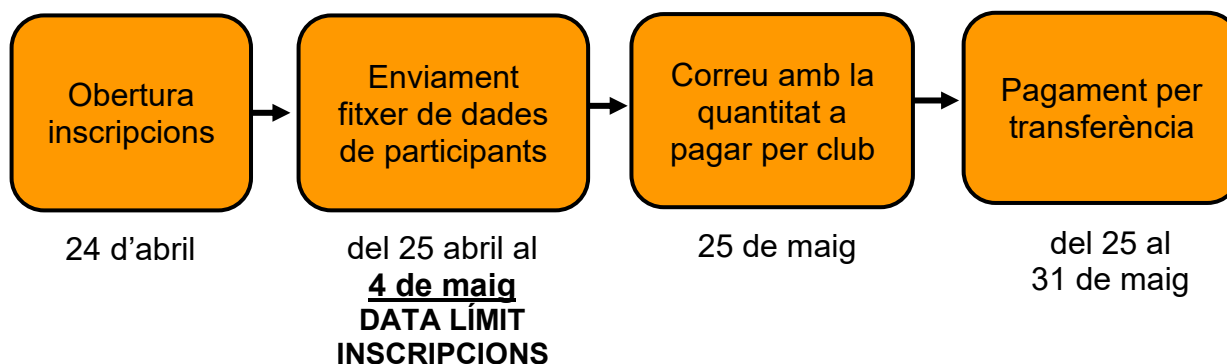 Obertura
inscripcions
Enviament
fitxer de dades
de participants
Correu amb la
quantitat a
pagar per club
Pagament per
transferència
24 d’abril
del 25 abril al
4 de maig
DATA LÍMIT
INSCRIPCIONS
25 de maig
del 25 al
31 de maig